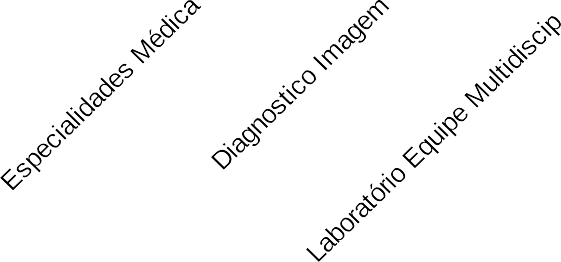 Especialidades Médica
Diagnostico Imagem
Laboratório Equipe Multidiscip